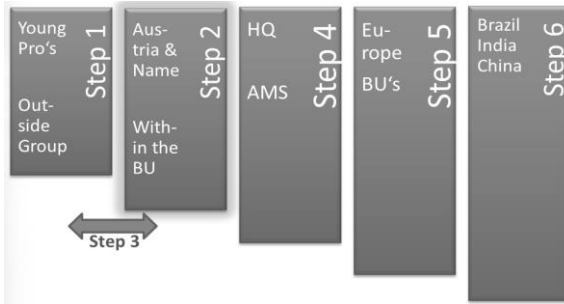 Young
Pro's
Out-
side
Group
Step 1
Aus-
tria &
Name
With-
in the
BU
Step 2
Step 3
HQ
AMS
Step 4
Eu-
rope
BU's
Step 5
Brazil
India
China
Step 6